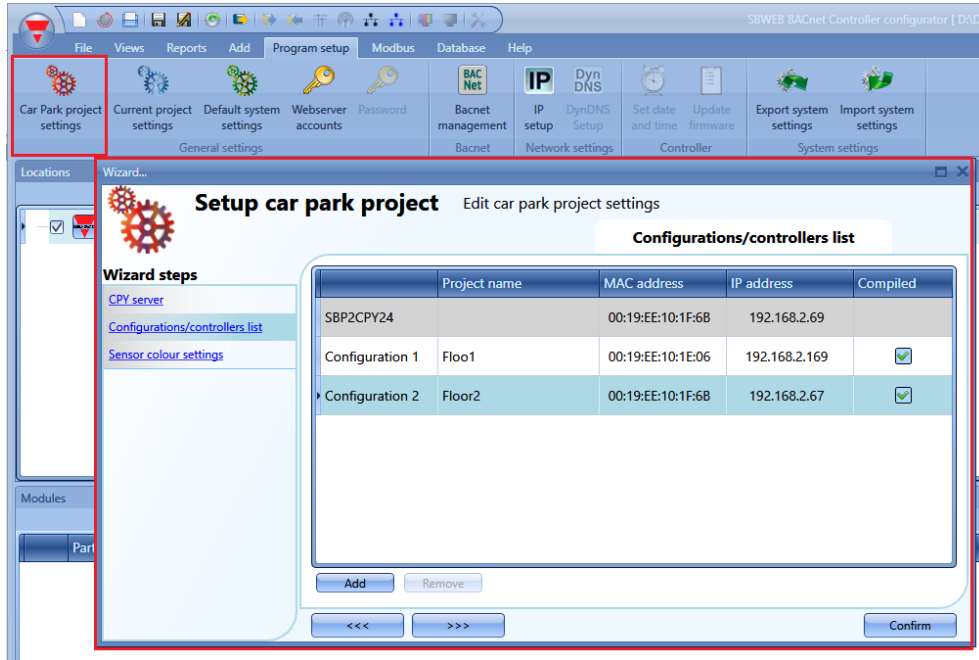 SBWEB BACnet Controller configurator [ D:\D
File Views Reports Add Program setup Modbus Database Help
Car Park project settings
Current project settings
Default system settings
Webserver accounts
Password
BAC
Net
Bacnet management
IP
IP setup
Dyn
DNS
DynDNS Setup
Set date and time
Update firmware
Export system settings
Import system settings
General settings
Bacnet
Network settings
Controller
System settings
Locations
Wizard...
Setup car park project
Edit car park project settings
Configurations/controllers list
Wizard steps
CPY server
Configurations/controllers list
Sensor colour settings
Project name MAC address IP address Compiled
SBP2CPY24 00:19:EE:10:1F:6B 192.168.2.69
Configuration 1 Floo1 00:19:EE:10:1E:06 192.168.2.169
Configuration 2 Floor2 00:19:EE:10:1F:6B 192.168.2.67
Modules
Part
Add Remove
<<< >>> Confirm